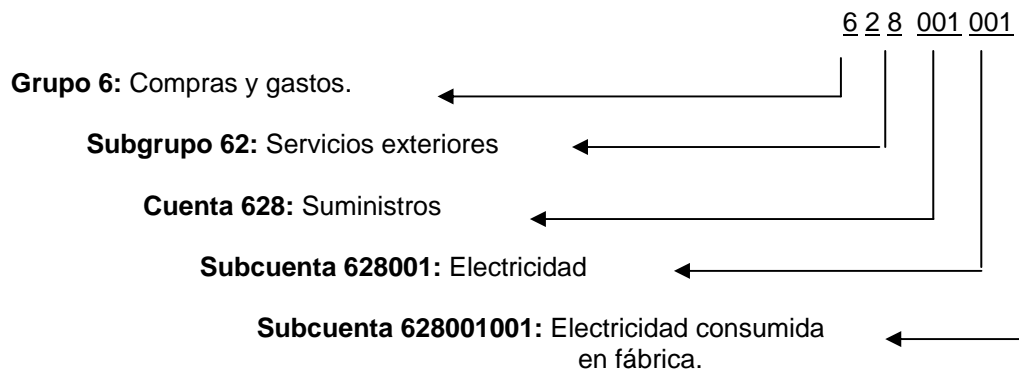 6 2 8 001 001
Grupo 6: Compras y gastos.
Subgrupo 62: Servicios exteriores
Cuenta 628: Suministros
Subcuenta 628001: Electricidad
Subcuenta 628001001: Electricidad consumida
en fábrica.